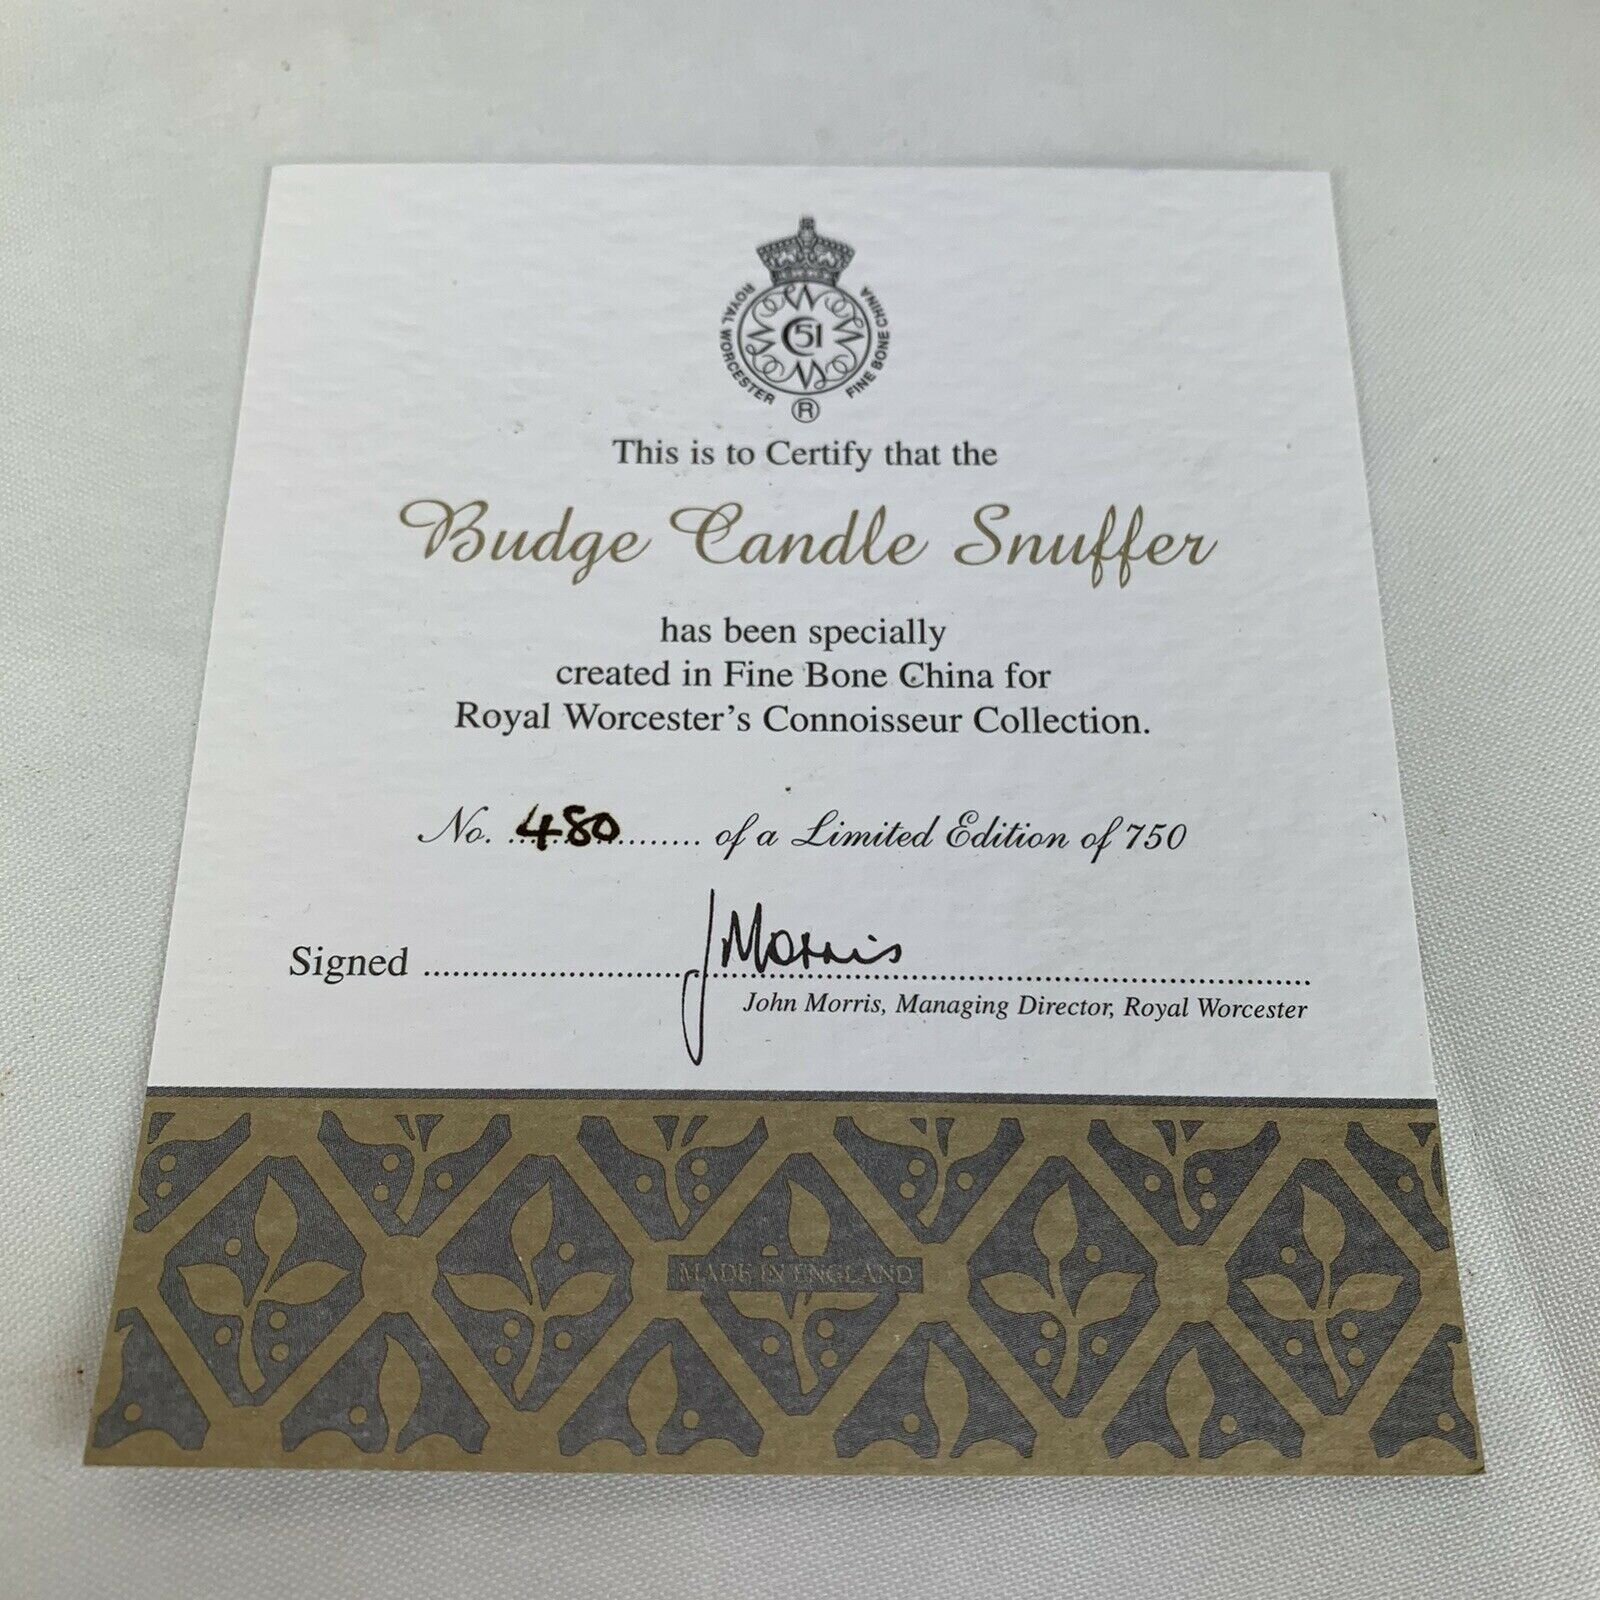 ROYAL WORCESTER
FINE BONE CHINA
51
®
This is to Certify that the
Budge Candle Snuffer
has been specially
created in Fine Bone China for
Royal Worcester's Connoisseur Collection.
No. 480 of a Limited Edition of 750
Signed J Morris
John Morris, Managing Director, Royal Worcester
MADE IN ENGLAND